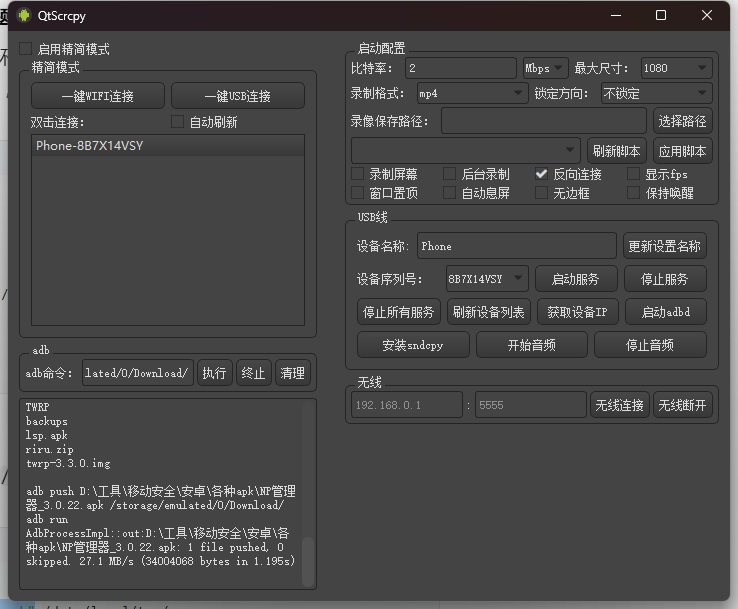 QtScrcpy
启用精简模式
精简模式
一键WIFI连接
一键USB连接
双击连接:
自动刷新
Phone-8B7X14VSY
adb
adb命令:
lated/0/Download/
执行
终止
清理
TWRP
backups
lsp.apk
riru.zip
twrp-3.3.0.img
adb push D:\工具\移动安全\安卓\各种apk\NP管理
器_3.0.22.apk /storage/emulated/0/Download/
adb run
AdbProcessImpl::out:D:\工具\移动安全\安卓\各
种apk\NP管理器_3.0.22.apk: 1 file pushed, 0
skipped. 27.1 MB/s (34004068 bytes in 1.195s)
启动配置
比特率:
2
Mbps
最大尺寸:
1080
录制格式:
mp4
锁定方向:
不锁定
录像保存路径:
选择路径
刷新脚本
应用脚本
录制屏幕
后台录制
反向连接
显示fps
窗口置顶
自动息屏
无边框
保持唤醒
USB线
设备名称:
Phone
更新设置名称
设备序列号:
8B7X14VSY
启动服务
停止服务
停止所有服务
刷新设备列表
获取设备IP
启动adbd
安装sndcpy
开始音频
停止音频
无线
192.168.0.1
:
5555
无线连接
无线断开